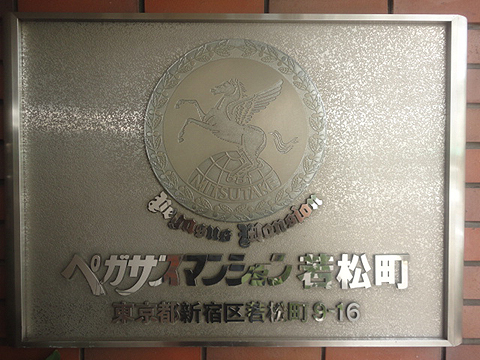 MITSUTAKE
Pegasus Mansion
ペガサスマンション若松町
東京都新宿区若松町9-16